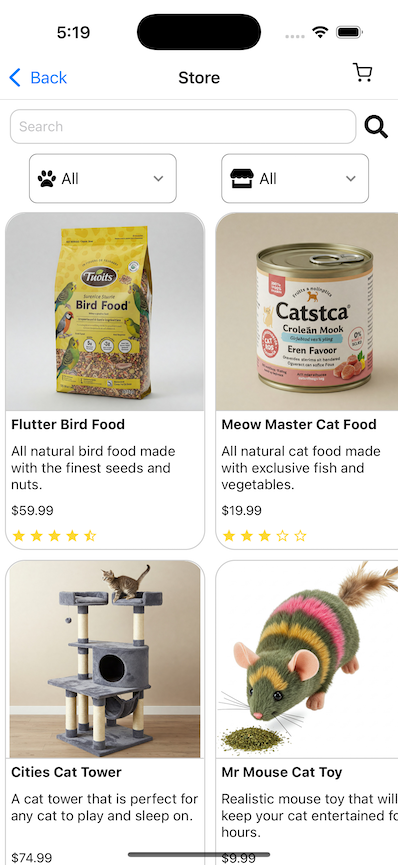 5:19
Back
Store
Search
All
All
Tuoits
Bird Food
Catstca
Croleän Mook
Eren Favoor
0%
Flutter Bird Food
All natural bird food made
with the finest seeds and
nuts.
$59.99
Meow Master Cat Food
All natural cat food made
with exclusive fish and
vegetables.
$19.99
Cities Cat Tower
A cat tower that is perfect for
any cat to play and sleep on.
$74.99
Mr Mouse Cat Toy
Realistic mouse toy that will
keep your cat entertained fo
hours.
$9.99